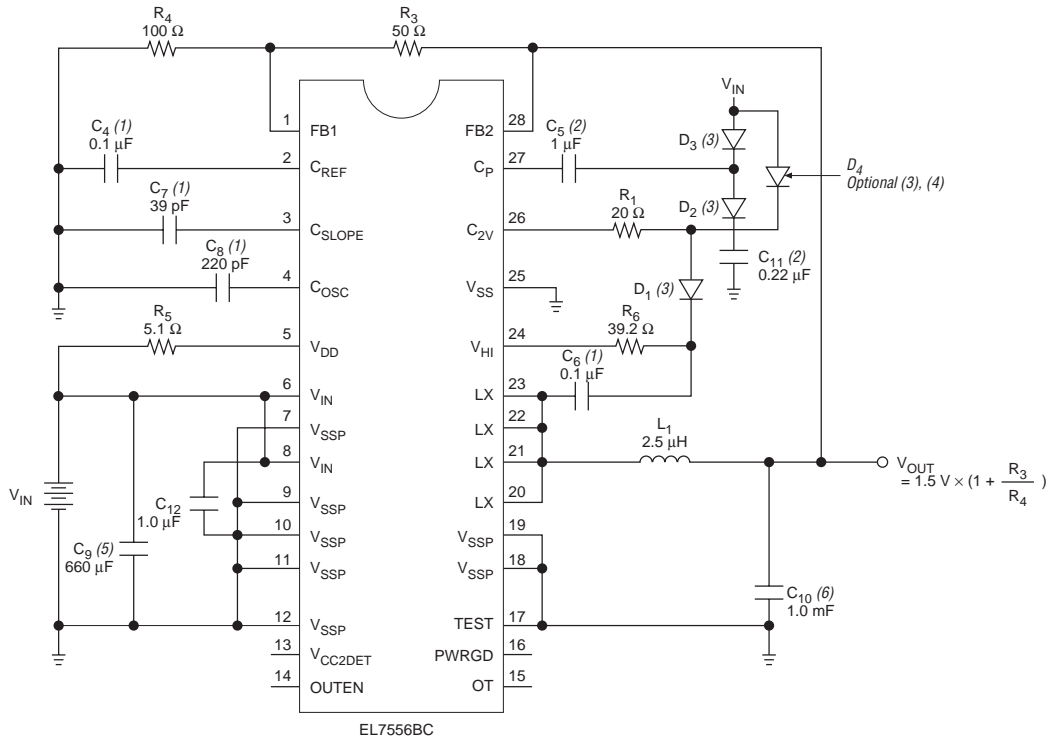 R4
100 Ω
R3
50 Ω
VIN
1
FB1
28
FB2
C4 (1)
0.1 µF
2
CREF
27
CP
C5 (2)
1 µF
D3 (3)
D4
Optional (3), (4)
C7 (1)
39 pF
3
CSLOPE
26
C2V
R1
20 Ω
D2 (3)
C8 (1)
220 pF
4
COSC
25
VSS
D1 (3)
C11 (2)
0.22 µF
R5
5.1 Ω
5
VDD
24
VHI
R6
39.2 Ω
6
VIN
23
LX
C6 (1)
0.1 µF
7
VSSP
22
LX
8
VIN
21
LX
L1
2.5 µH
VOUT
= 1.5 V × (1 + R3 / R4 )
VIN
C12
1.0 µF
9
VSSP
20
LX
10
VSSP
19
VSSP
C9 (5)
660 µF
11
VSSP
18
VSSP
C10 (6)
1.0 mF
12
VSSP
17
TEST
13
VCC2DET
16
PWRGD
14
OUTEN
15
OT
EL7556BC